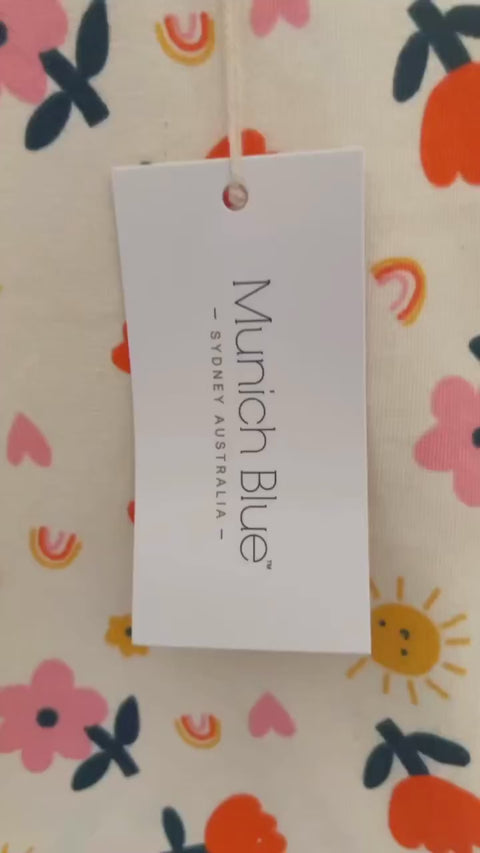 Munich Blue™
— SYDNEY AUSTRALIA —